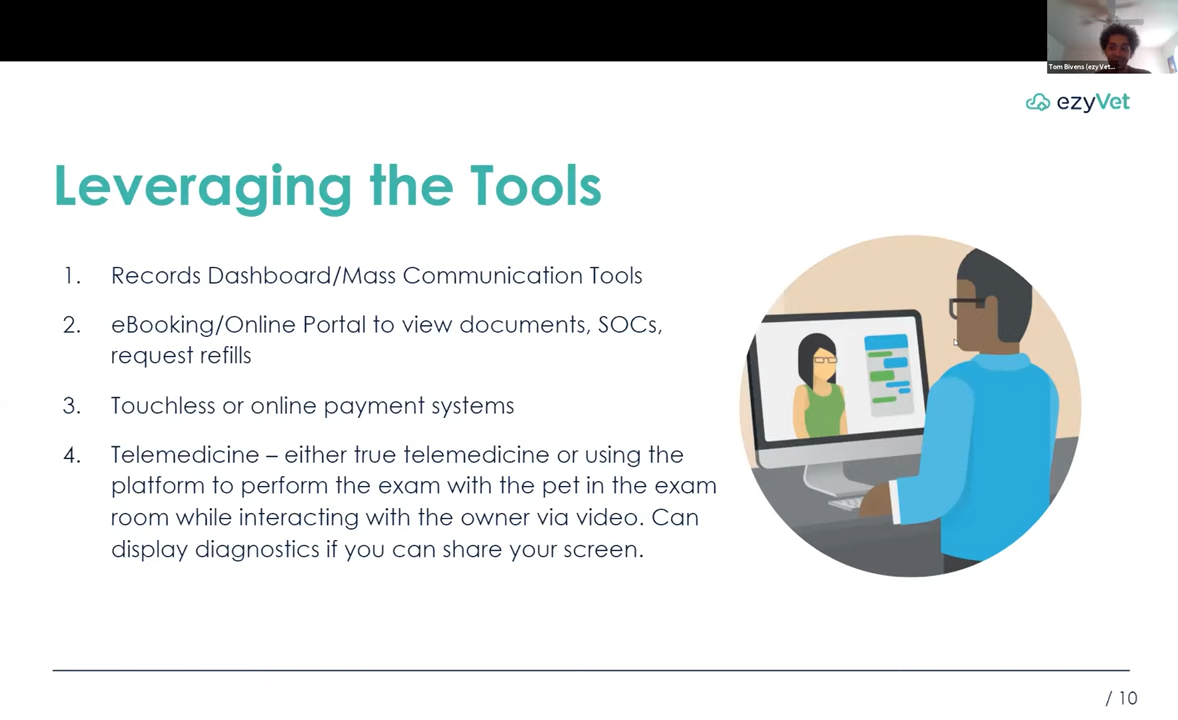 Tom Bivens (ezyVet...
ezyVet
Leveraging the Tools
1. Records Dashboard/Mass Communication Tools
2. eBooking/Online Portal to view documents, SOCs,
request refills
3. Touchless or online payment systems
4. Telemedicine – either true telemedicine or using the
platform to perform the exam with the pet in the exam
room while interacting with the owner via video. Can
display diagnostics if you can share your screen.
/ 10